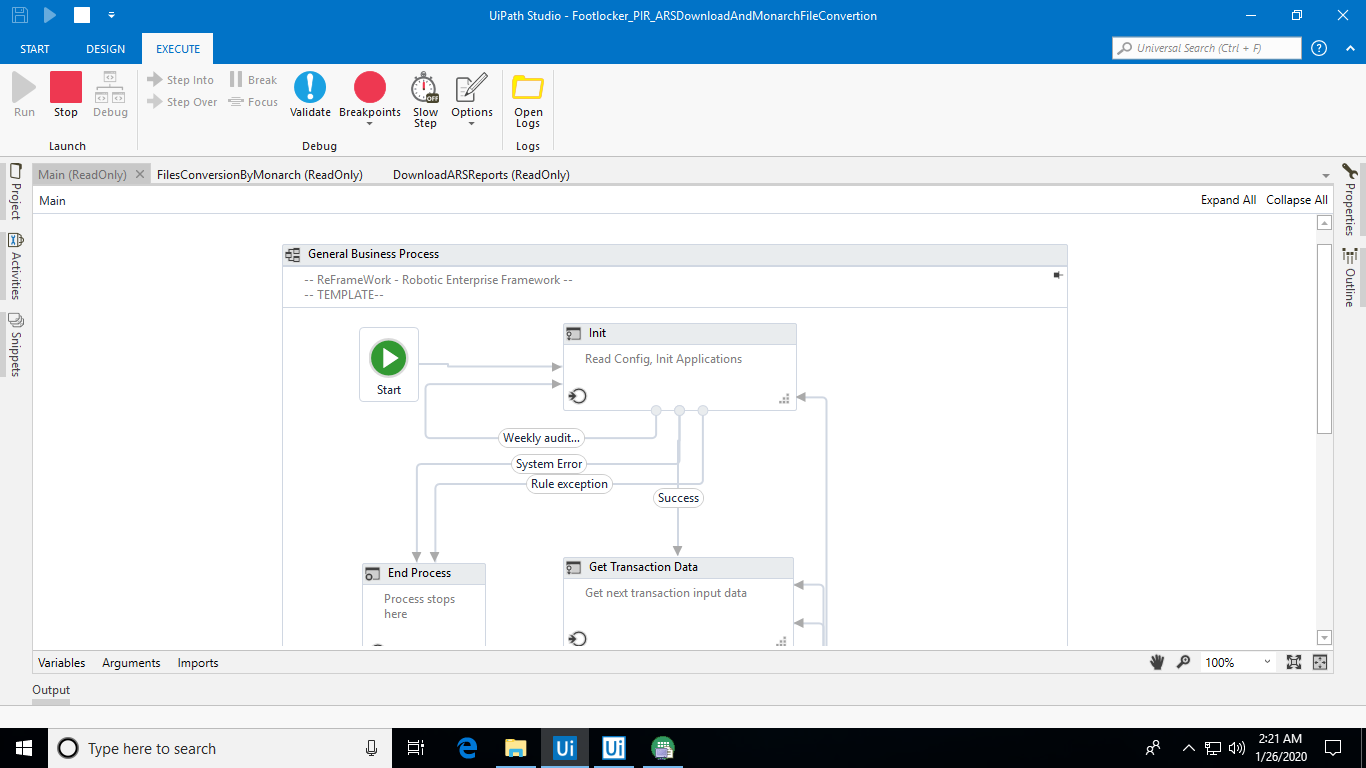 UiPath Studio - Footlocker_PIR_ARSDownloadAndMonarchFileConvertion
START DESIGN EXECUTE
Universal Search (Ctrl + F)
?
Run Stop Debug
Step Into
Step Over
Break
Focus
Validate Breakpoints Slow Step Options
OFF
Open Logs
Launch Debug Logs
Main (ReadOnly) FilesConversionByMonarch (ReadOnly) DownloadARSReports (ReadOnly)
Main Expand All Collapse All
Project
Activities
Snippets
Properties
Outline
General Business Process
-- ReFrameWork - Robotic Enterprise Framework --
-- TEMPLATE--
Start
Init
Read Config, Init Applications
Weekly audit...
System Error
Rule exception
Success
End Process
Process stops
here
Get Transaction Data
Get next transaction input data
Variables Arguments Imports 100%
Output
Type here to search
Ui
Ui
2:21 AM
1/26/2020